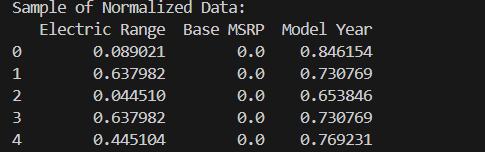 Sample of Normalized Data:
   Electric Range  Base MSRP  Model Year
0        0.089021        0.0    0.846154
1        0.637982        0.0    0.730769
2        0.044510        0.0    0.653846
3        0.637982        0.0    0.730769
4        0.445104        0.0    0.769231